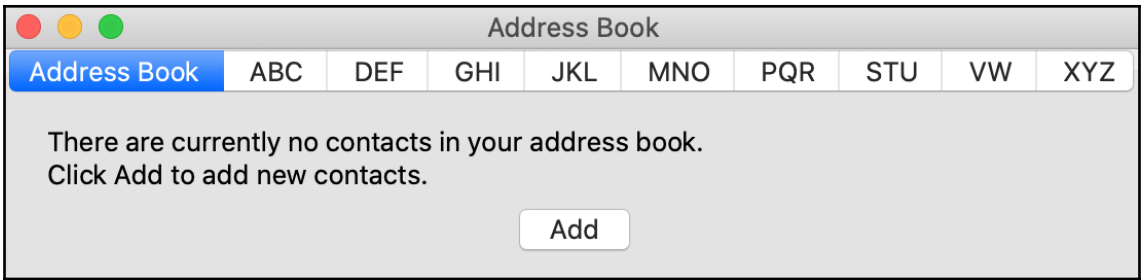 Address Book
Address Book ABC DEF GHI JKL MNO PQR STU VW XYZ
There are currently no contacts in your address book.
Click Add to add new contacts.
Add